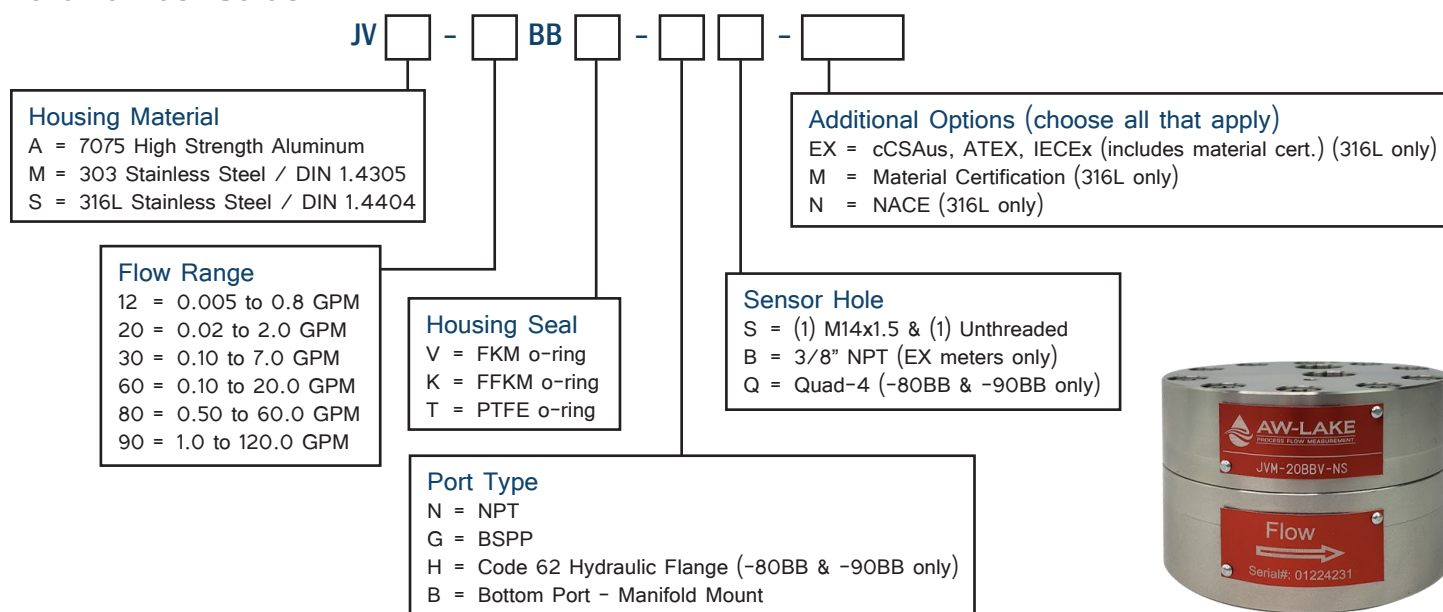 JV - BB - -
Housing Material
A = 7075 High Strength Aluminum
M = 303 Stainless Steel / DIN 1.4305
S = 316L Stainless Steel / DIN 1.4404
Additional Options (choose all that apply)
EX = cCSAus, ATEX, IECEx (includes material cert.) (316L only)
M = Material Certification (316L only)
N = NACE (316L only)
Flow Range
12 = 0.005 to 0.8 GPM
20 = 0.02 to 2.0 GPM
30 = 0.10 to 7.0 GPM
60 = 0.10 to 20.0 GPM
80 = 0.50 to 60.0 GPM
90 = 1.0 to 120.0 GPM
Housing Seal
V = FKM o-ring
K = FFKM o-ring
T = PTFE o-ring
Sensor Hole
S = (1) M14x1.5 & (1) Unthreaded
B = 3/8" NPT (EX meters only)
Q = Quad-4 (-80BB & -90BB only)
Port Type
N = NPT
G = BSPP
H = Code 62 Hydraulic Flange (-80BB & -90BB only)
B = Bottom Port - Manifold Mount
AW-LAKE
PROCESS FLOW MEASUREMENT
JVM-20BBV-NS
Flow
Serial#: 01224231